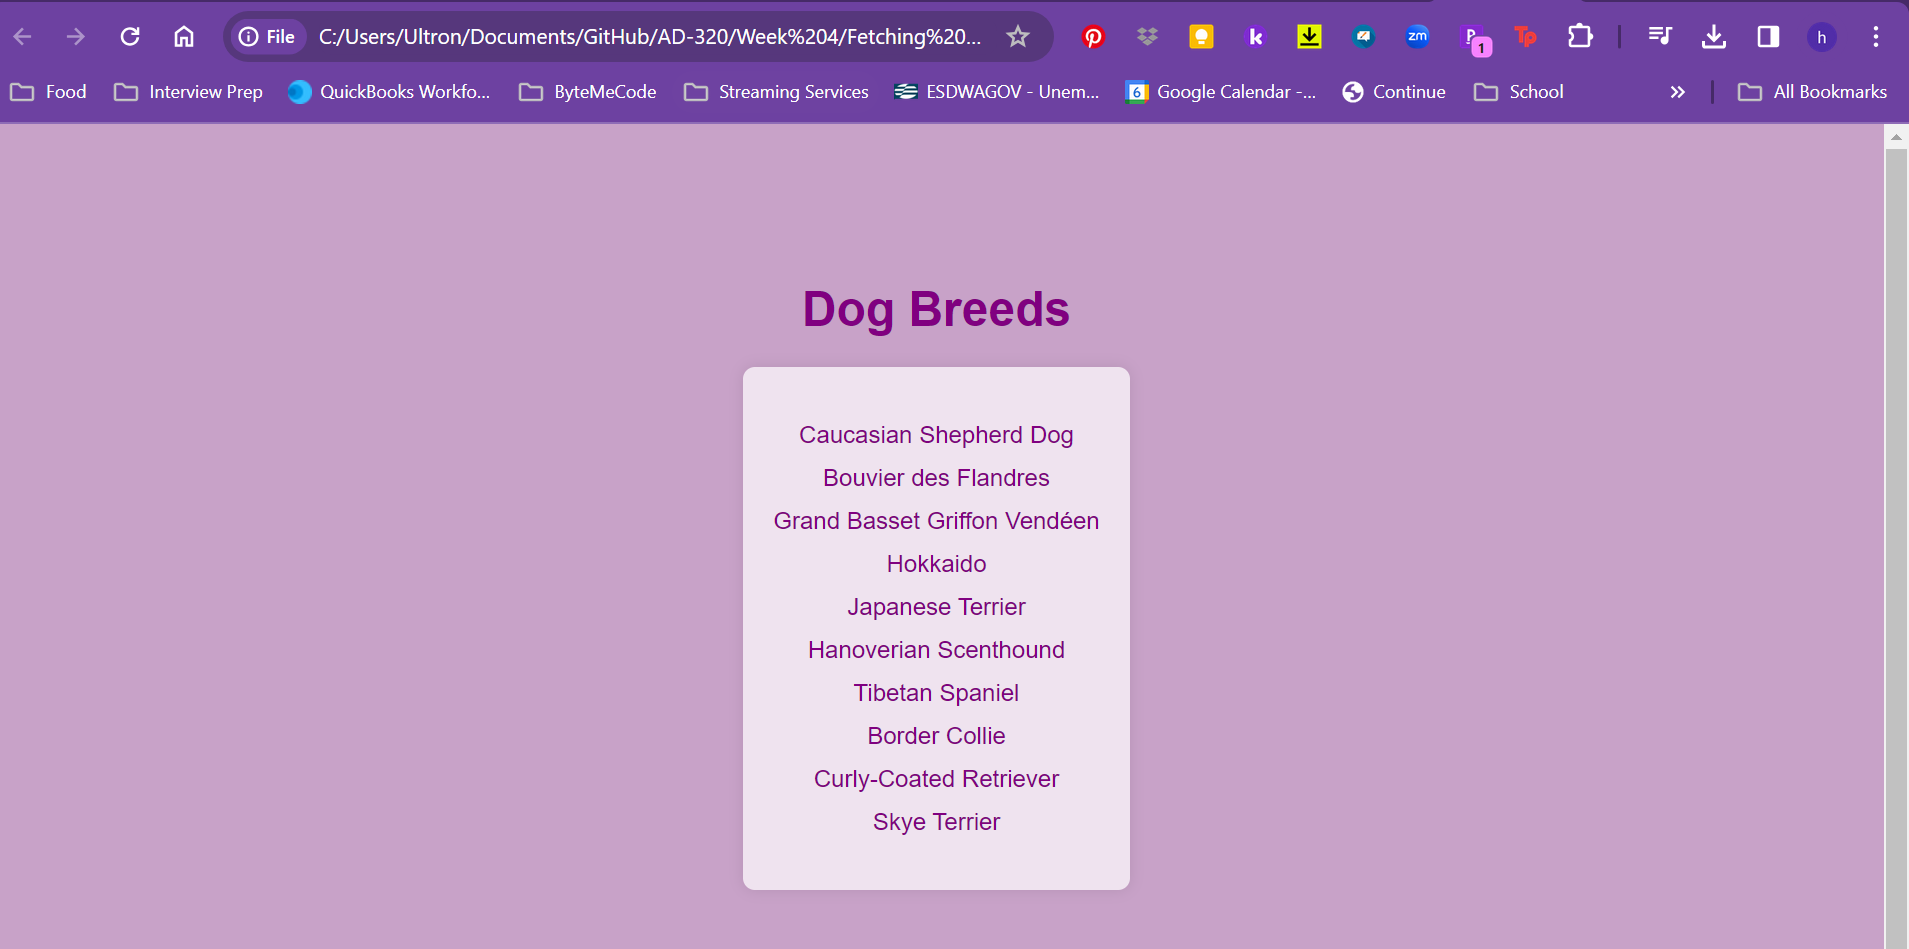 File C:/Users/Ultron/Documents/GitHub/AD-320/Week%204/Fetching%20...
k
zm
P
1
Tp
h
Food Interview Prep QuickBooks Workfo... ByteMeCode Streaming Services ESDWAGOV - Unem... 6 Google Calendar -... Continue School » All Bookmarks
Dog Breeds
Caucasian Shepherd Dog
Bouvier des Flandres
Grand Basset Griffon Vendéen
Hokkaido
Japanese Terrier
Hanoverian Scenthound
Tibetan Spaniel
Border Collie
Curly-Coated Retriever
Skye Terrier